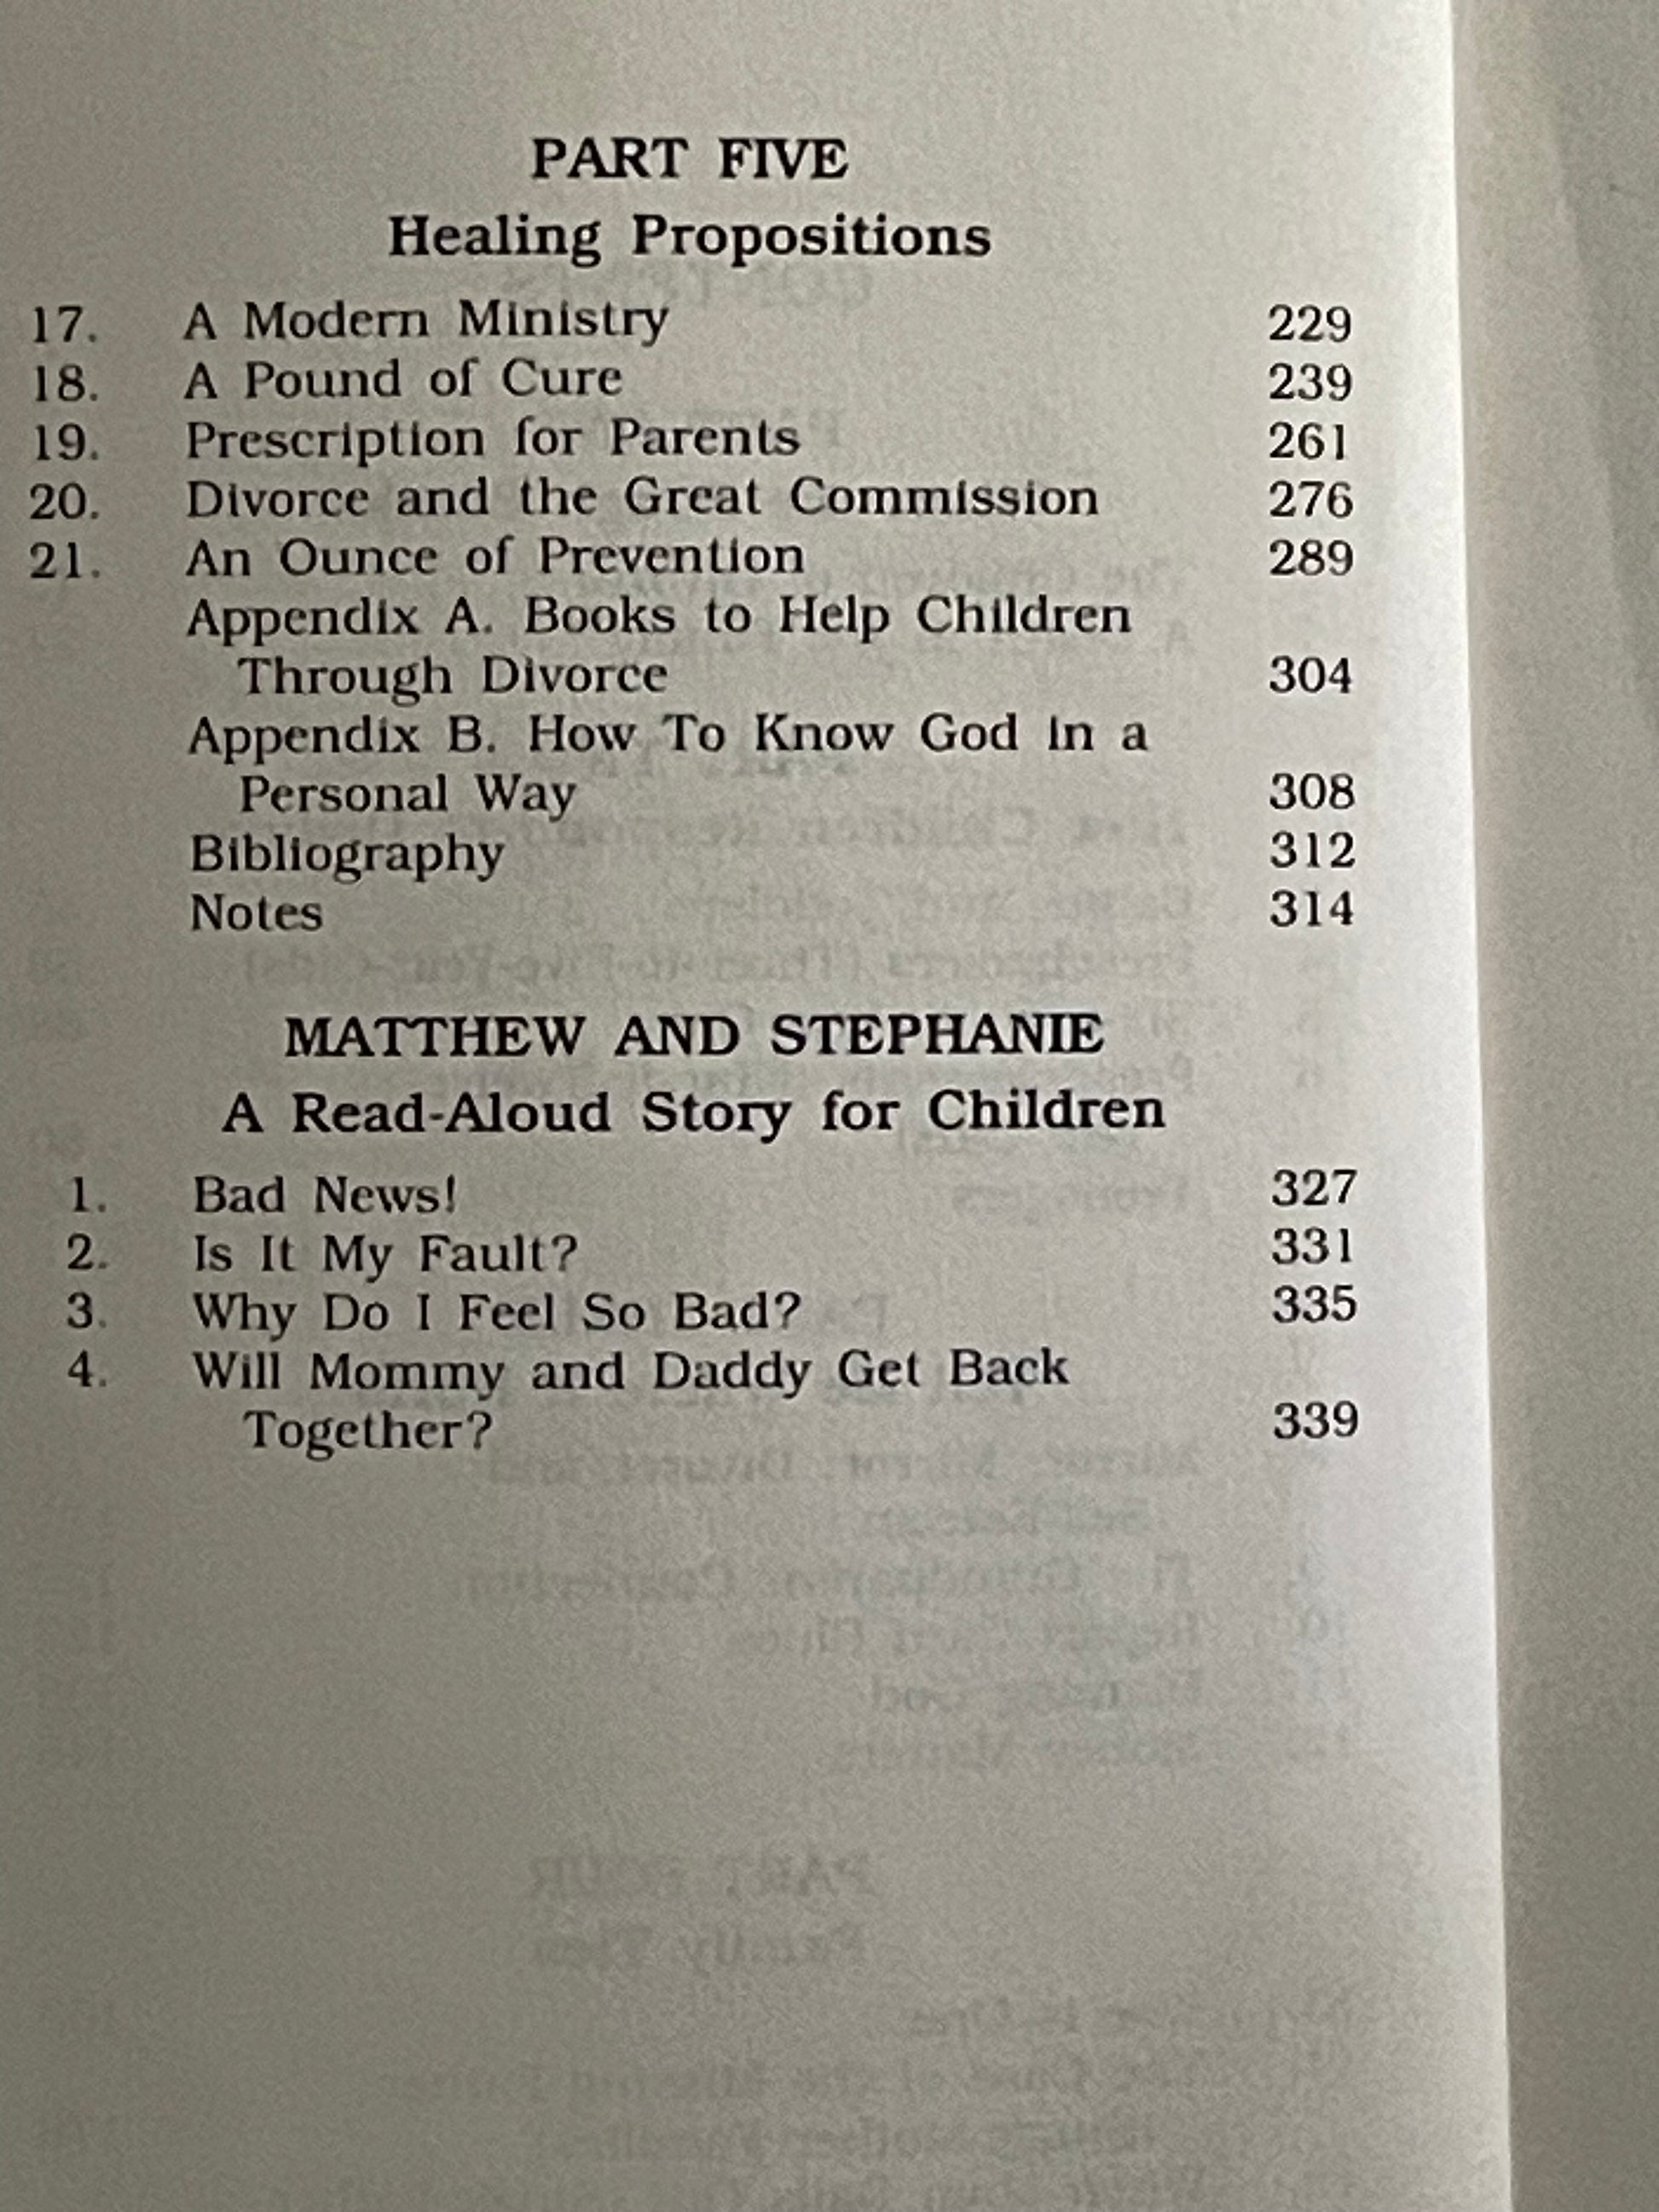 PART FIVE
Healing Propositions
17. A Modern Ministry 229
18. A Pound of Cure 239
19. Prescription for Parents 261
20. Divorce and the Great Commission 276
21. An Ounce of Prevention 289
Appendix A. Books to Help Children
Through Divorce 304
Appendix B. How To Know God in a
Personal Way 308
Bibliography 312
Notes 314
MATTHEW AND STEPHANIE
A Read-Aloud Story for Children
1. Bad News! 327
2. Is It My Fault? 331
3. Why Do I Feel So Bad? 335
4. Will Mommy and Daddy Get Back
Together? 339